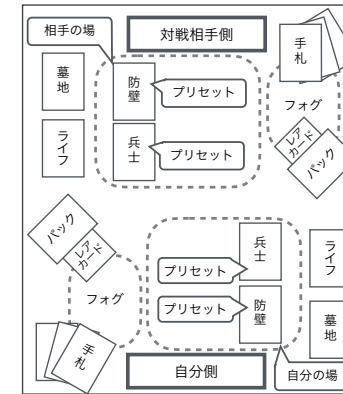 相手の場
対戦相手側
手札
墓地
防壁
プリセット
フォグ
ライフ
兵士
プリセット
レアカード
パック
パック
レアカード
兵士
ライフ
プリセット
フォグ
プリセット
防壁
墓地
手札
自分側
自分の場